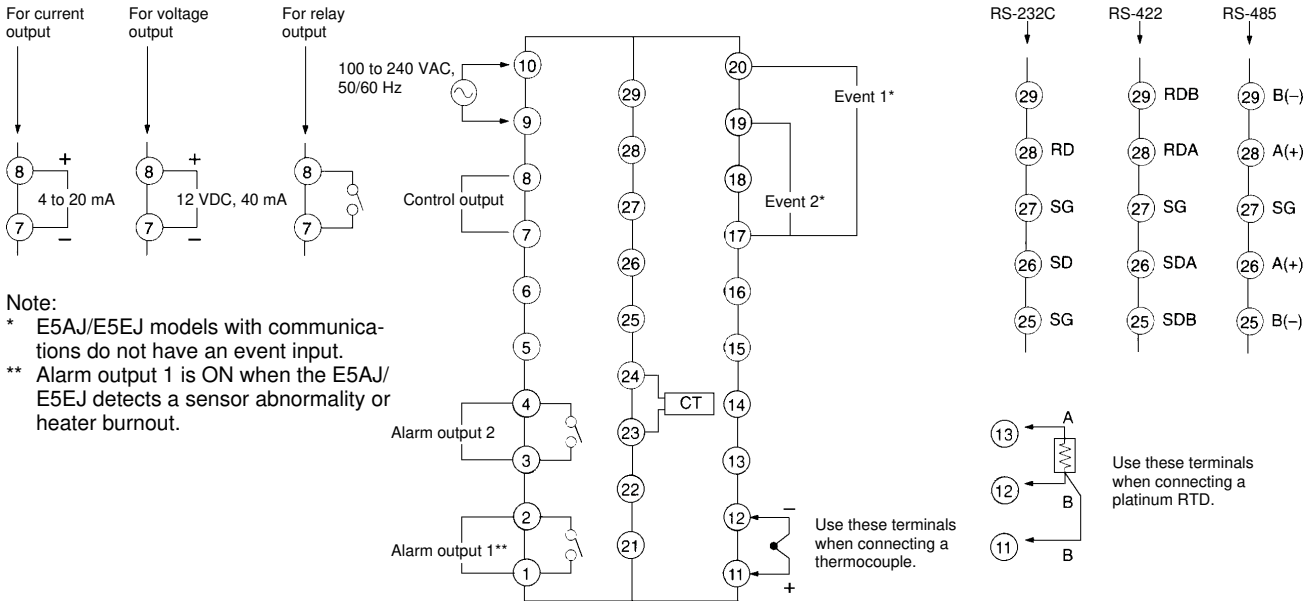 For current
output
For voltage
output
For relay
output
8
+
4 to 20 mA
7
−
8
+
12 VDC, 40 mA
7
−
8
7
Note:
* E5AJ/E5EJ models with communica-
tions do not have an event input.
** Alarm output 1 is ON when the E5AJ/
E5EJ detects a sensor abnormality or
heater burnout.
100 to 240 VAC,
50/60 Hz
Control output
Alarm output 2
Alarm output 1**
10
9
8
7
6
5
4
3
2
1
29
28
27
26
25
24
23
22
21
CT
20
19
18
17
16
15
14
13
12
11
Event 1*
Event 2*
−
+
Use these terminals
when connecting a
thermocouple.
RS-232C
29
28 RD
27 SG
26 SD
25 SG
RS-422
29 RDB
28 RDA
27 SG
26 SDA
25 SDB
RS-485
29 B(−)
28 A(+)
27 SG
26 A(+)
25 B(−)
13
A
12
B
11
B
Use these terminals
when connecting a
platinum RTD.